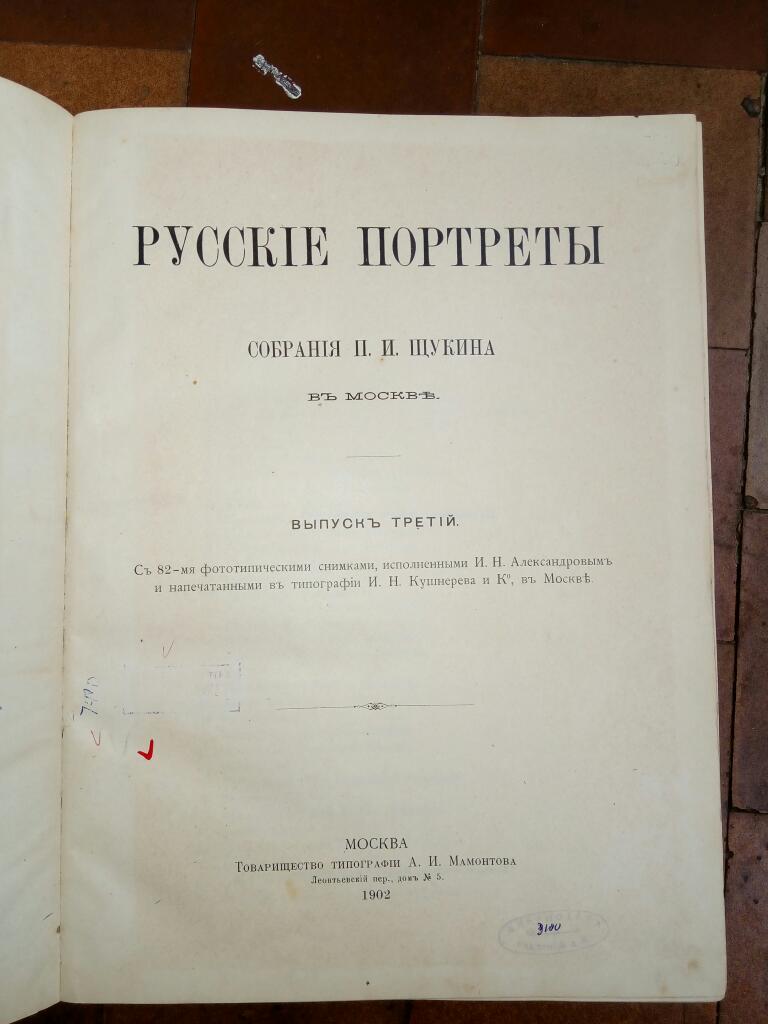 РУССКІЕ ПОРТРЕТЫ
СОБРАНІЯ П. И. ЩУКИНА
ВЪ МОСКВѢ.
ВЫПУСКЪ ТРЕТІЙ.
Съ 82-мя фототипическими снимками, исполненными И. Н. Александровымъ
и напечатанными въ типографіи И. Н. Кушнерева и Кº, въ Москвѣ.
МОСКВА
Товарищество типографіи А. И. Мамонтова
Леонтьевскій пер., домъ № 5.
1902